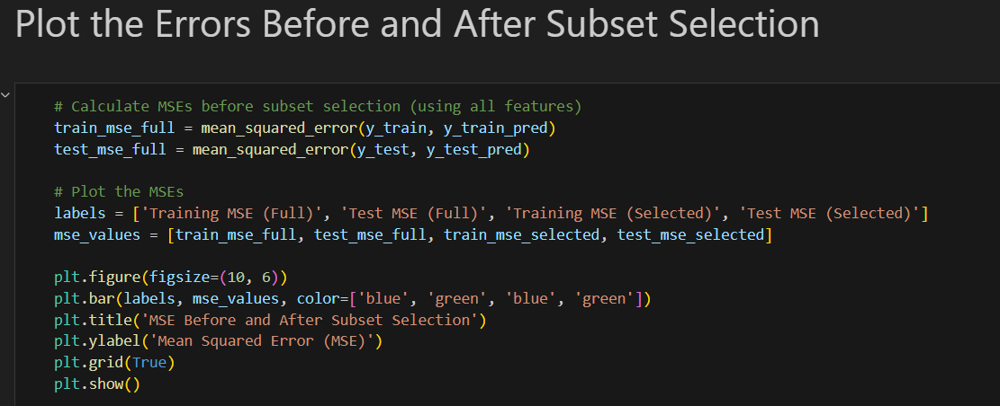 Plot the Errors Before and After Subset Selection
# Calculate MSEs before subset selection (using all features)
train_mse_full = mean_squared_error(y_train, y_train_pred)
test_mse_full = mean_squared_error(y_test, y_test_pred)
# Plot the MSEs
labels = ['Training MSE (Full)', 'Test MSE (Full)', 'Training MSE (Selected)', 'Test MSE (Selected)']
mse_values = [train_mse_full, test_mse_full, train_mse_selected, test_mse_selected]
plt.figure(figsize=(10, 6))
plt.bar(labels, mse_values, color=['blue', 'green', 'blue', 'green'])
plt.title('MSE Before and After Subset Selection')
plt.ylabel('Mean Squared Error (MSE)')
plt.grid(True)
plt.show()